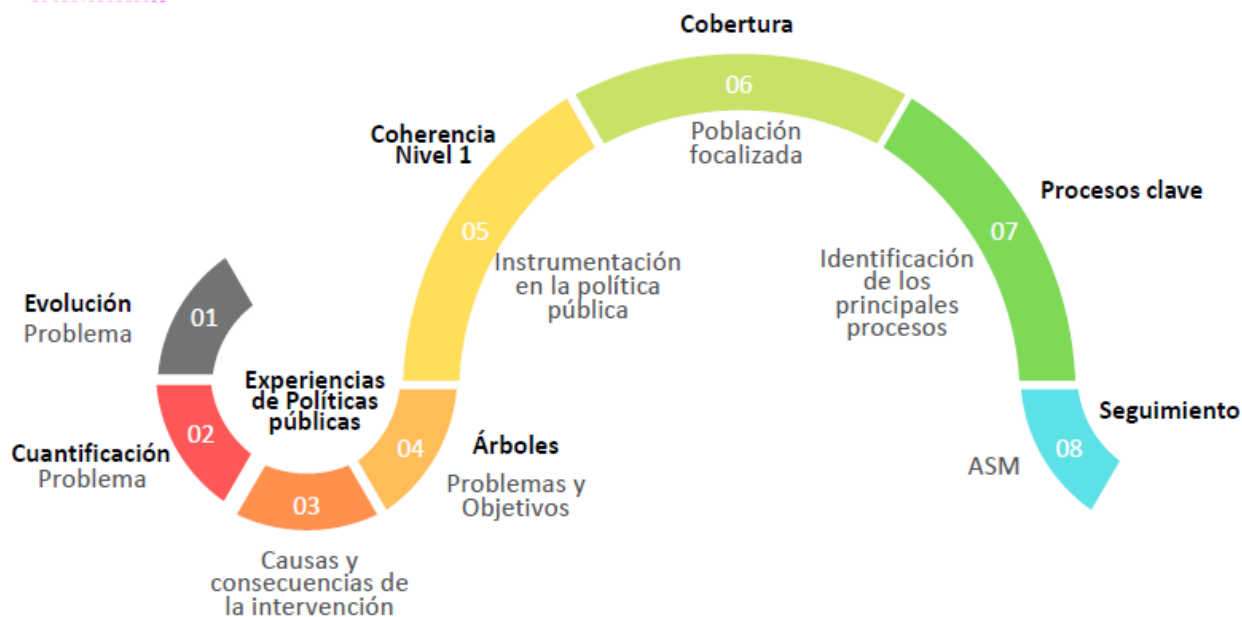 01
Evolución
Problema
02
Cuantificación
Problema
Experiencias
de Políticas
públicas
03
Causas y
consecuencias de
la intervención
04
Árboles
Problemas y
Objetivos
Coherencia
Nivel 1
05
Instrumentación
en la política
pública
Cobertura
06
Población
focalizada
Procesos clave
07
Identificación
de los
principales
procesos
Seguimiento
08
ASM